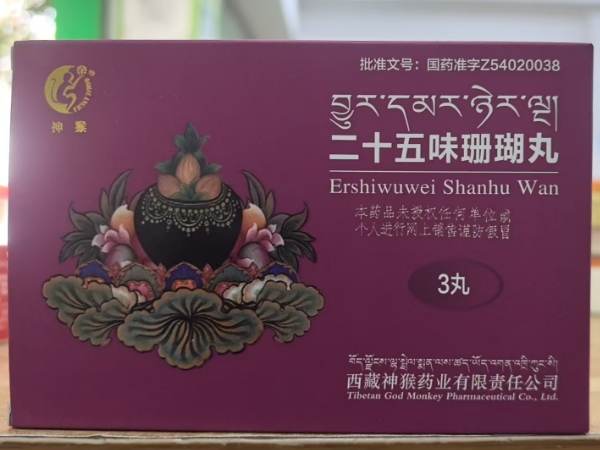 批准文号：国药准字Z54020038
神猴
བྱུར་དམར་ཉེར་ལྔ།
二十五味珊瑚丸
Ershiwuwei Shanhu Wan
本药品未授权任何单位或
个人进行网上销售谨防假冒
3丸
西藏神猴药业有限责任公司
Tibetan God Monkey Pharmaceutical Co., Ltd.